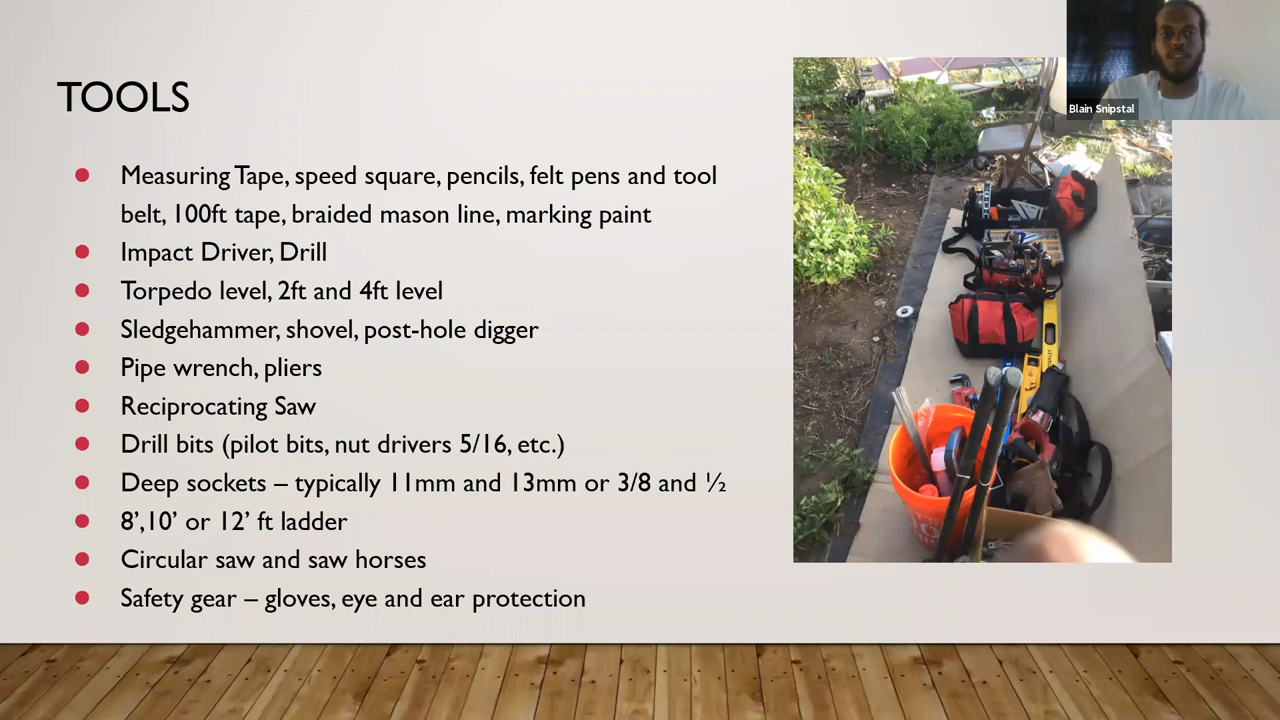 TOOLS
Measuring Tape, speed square, pencils, felt pens and tool
belt, 100ft tape, braided mason line, marking paint
Impact Driver, Drill
Torpedo level, 2ft and 4ft level
Sledgehammer, shovel, post-hole digger
Pipe wrench, pliers
Reciprocating Saw
Drill bits (pilot bits, nut drivers 5/16, etc.)
Deep sockets – typically 11mm and 13mm or 3/8 and ½
8’,10’ or 12’ ft ladder
Circular saw and saw horses
Safety gear – gloves, eye and ear protection
Blain Snipstal